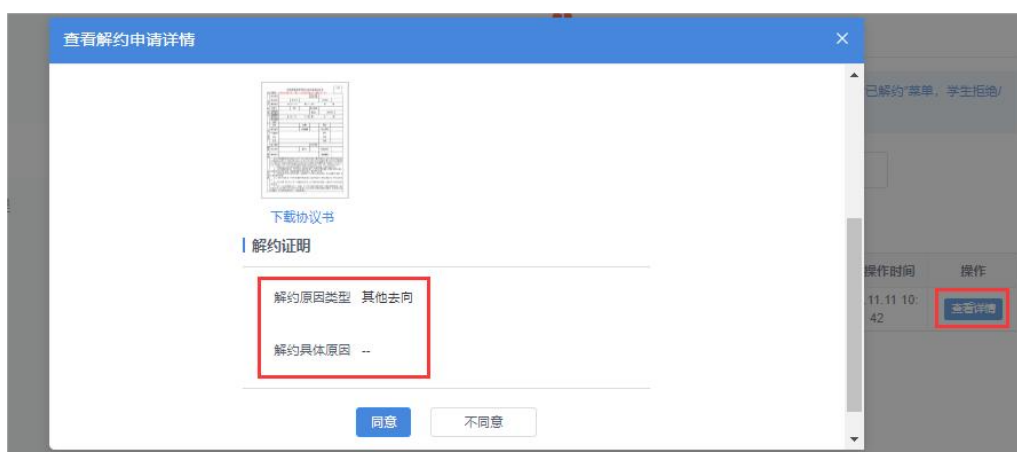 查看解约申请详情
已解约"菜单，学生拒绝/
下载协议书
解约证明
操作时间 操作
解约原因类型 其他去向
.11.11 10:
42
查看详情
解约具体原因 --
同意 不同意